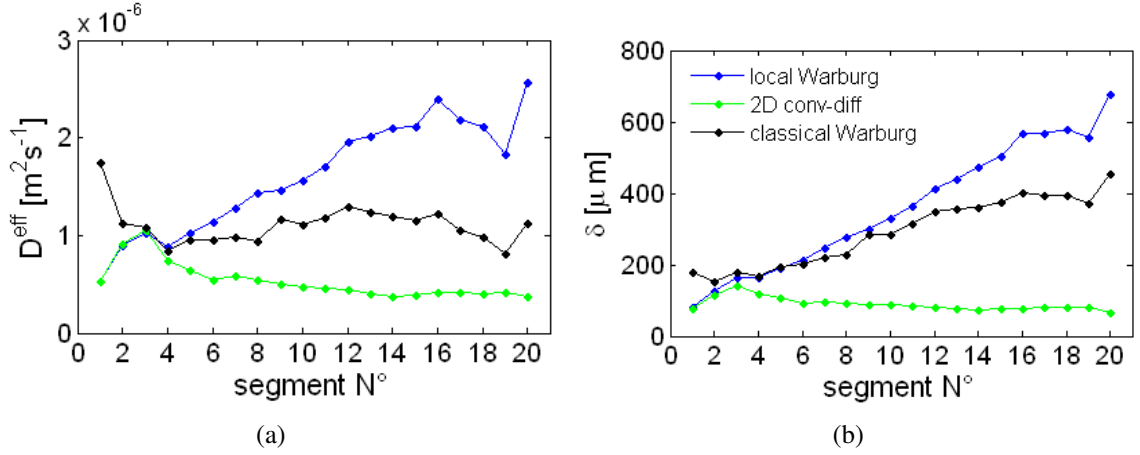 × 10⁻⁶
3
2
1
0
D^eff [m²s⁻¹]
0 2 4 6 8 10 12 14 16 18 20
segment N°
(a)
800
600
400
200
0
δ [μ m]
local Warburg
2D conv-diff
classical Warburg
0 2 4 6 8 10 12 14 16 18 20
segment N°
(b)